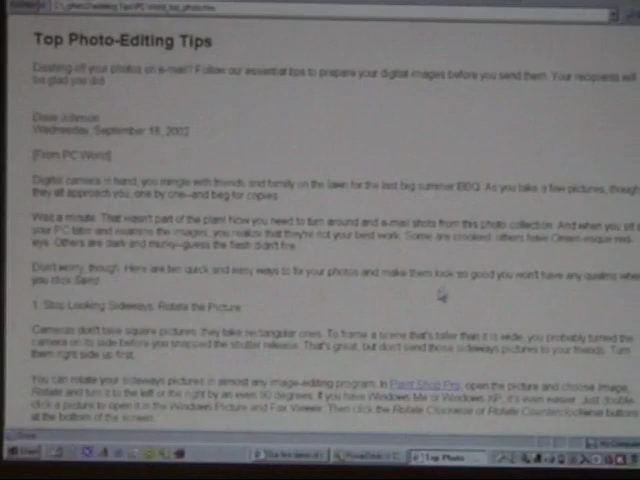 Top Photo-Editing Tips
Dashing off your photos on e-mail? Follow our essential tips to prepare your digital images before you send them. Your recipients will
be glad you did.
Dave Johnson
Wednesday, September 18, 2002
[From PC World]
Digital camera in hand, you mingle with friends and family on the lawn for the last big summer BBQ. As you take a few pictures, though
they all approach you, one by one--and beg for copies.
Wait a minute. That wasn't part of the plan! Now you need to turn around and e-mail shots from this photo collection. And when you sit a
your PC later and examine the images, you realize that they're not your best work. Some are crooked; others have Omen-esque red-
eye. Others are dark and murky--guess the flash didn't fire.
Don't worry, though. Here are ten quick and easy ways to fix your photos and make them look so good you won't have any qualms when
you click Send.
1. Stop Looking Sideways: Rotate the Picture
Cameras don't take square pictures; they take rectangular ones. To frame a scene that's taller than it is wide, you probably turned the
camera on its side before you snapped the shutter release. That's great, but don't send those sideways pictures to your friends. Turn
them right side up first.
You can rotate your sideways pictures in almost any image-editing program. In Paint Shop Pro, open the picture and choose Image,
Rotate and turn it to the left or the right by an even 90 degrees. If you have Windows Me or Windows XP, it's even easier. Just double-
click a picture to open it in the Windows Picture and Fax Viewer. Then click the Rotate Clockwise or Rotate Counterclockwise buttons
at the bottom of the screen.
Top Photo